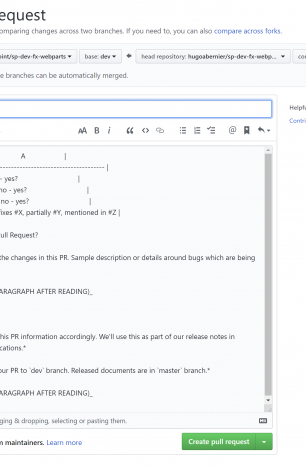 equest
omparing changes across two branches. If you need to, you can also compare across forks.
int/sp-dev-fx-webparts base: dev head repository: hugoabernier/sp-dev-fx-webp... co
e branches can be automatically merged.
Helpf
Contri
AA B i “ <> @
A |
------------------------------------ |
- yes? |
no - yes? |
no - yes? |
fixes #X, partially #Y, mentioned in #Z |
ull Request?
the changes in this PR. Sample description or details around bugs which are being
ARAGRAPH AFTER READING)_
his PR information accordingly. We'll use this as part of our release notes in
cations.*
our PR to `dev` branch. Released documents are in `master` branch.*
ARAGRAPH AFTER READING)_
ging & dropping, selecting or pasting them.
m maintainers. Learn more
Create pull request